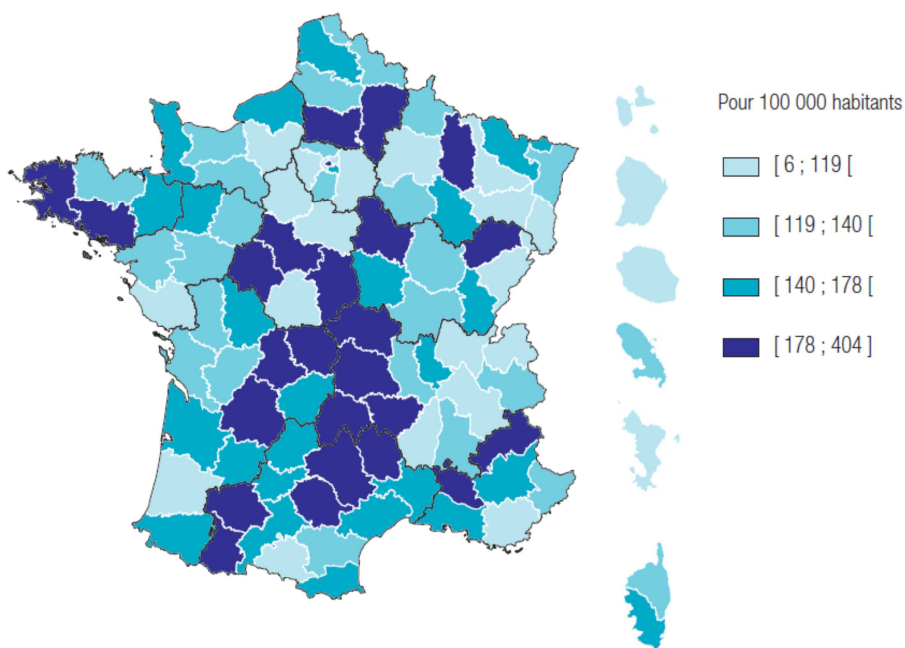 Pour 100 000 habitants
[ 6 ; 119 [
[ 119 ; 140 [
[ 140 ; 178 [
[ 178 ; 404 ]